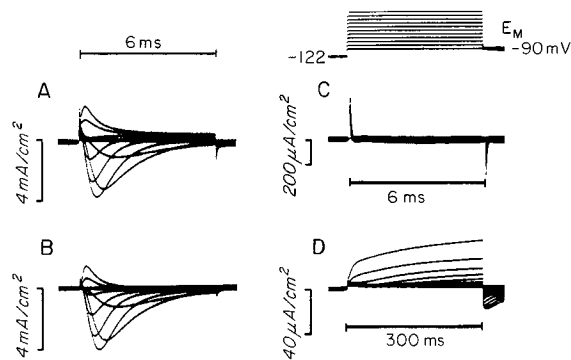 6 ms
E_M
-122
-90 mV
A
4 mA/cm²
C
200 µA/cm²
6 ms
B
4 mA/cm²
D
40 µA/cm²
300 ms